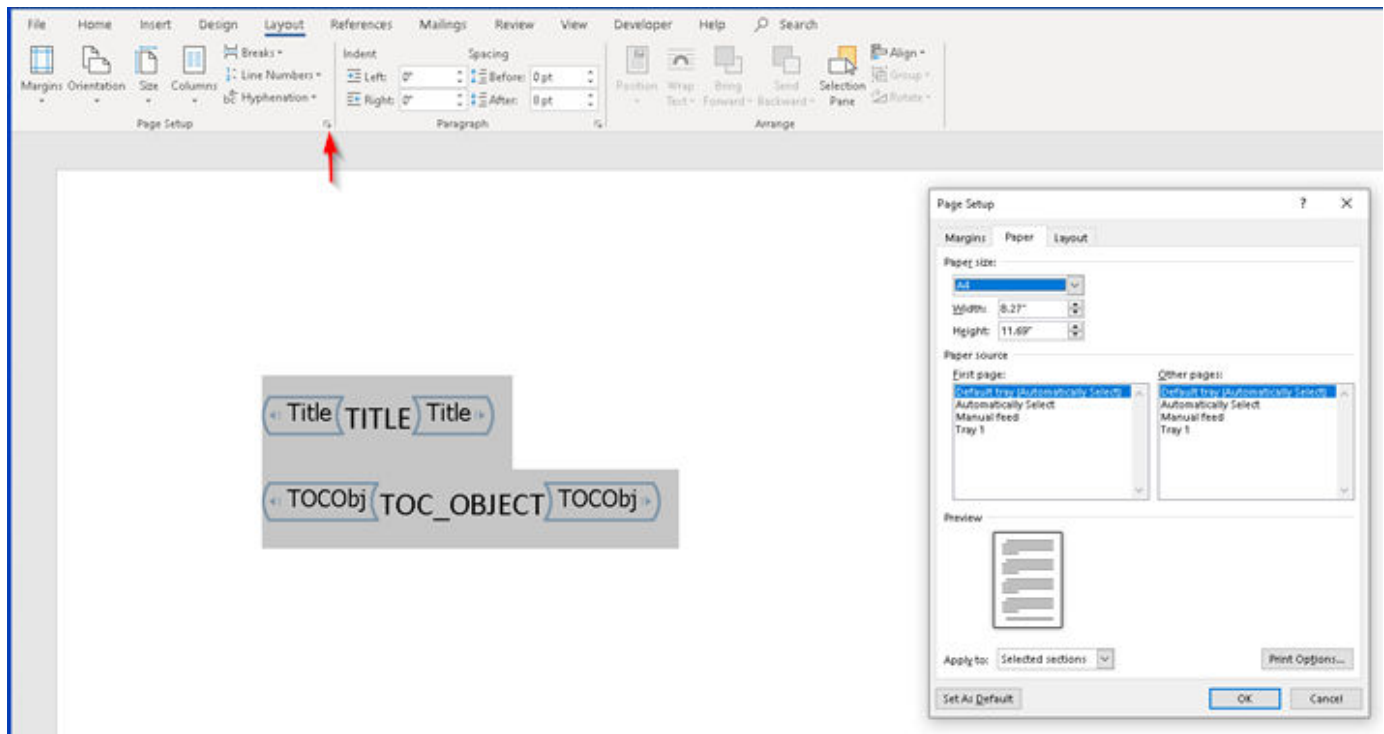 File Home Insert Design Layout References Mailings Review View Developer Help Search
Breaks Indent Spacing Align
Line Numbers Left: 0" Before: 0 pt Group
Margins Orientation Size Columns Position Wrap Bring Send Selection
Hyphenation Right: 0" After: 8 pt Text Forward Backward Pane Rotate
Page Setup Paragraph Arrange
Page Setup ? X
Margins Paper Layout
Paper size:
A4
Width: 8.27"
Height: 11.69"
Paper source
First page: Other pages:
Default tray (Automatically Select) Default tray (Automatically Select)
Automatically Select Automatically Select
Manual feed Manual feed
Tray 1 Tray 1
Title TITLE Title
TOCObj TOC_OBJECT TOCObj
Preview
Apply to: Selected sections Print Options...
Set As Default OK Cancel